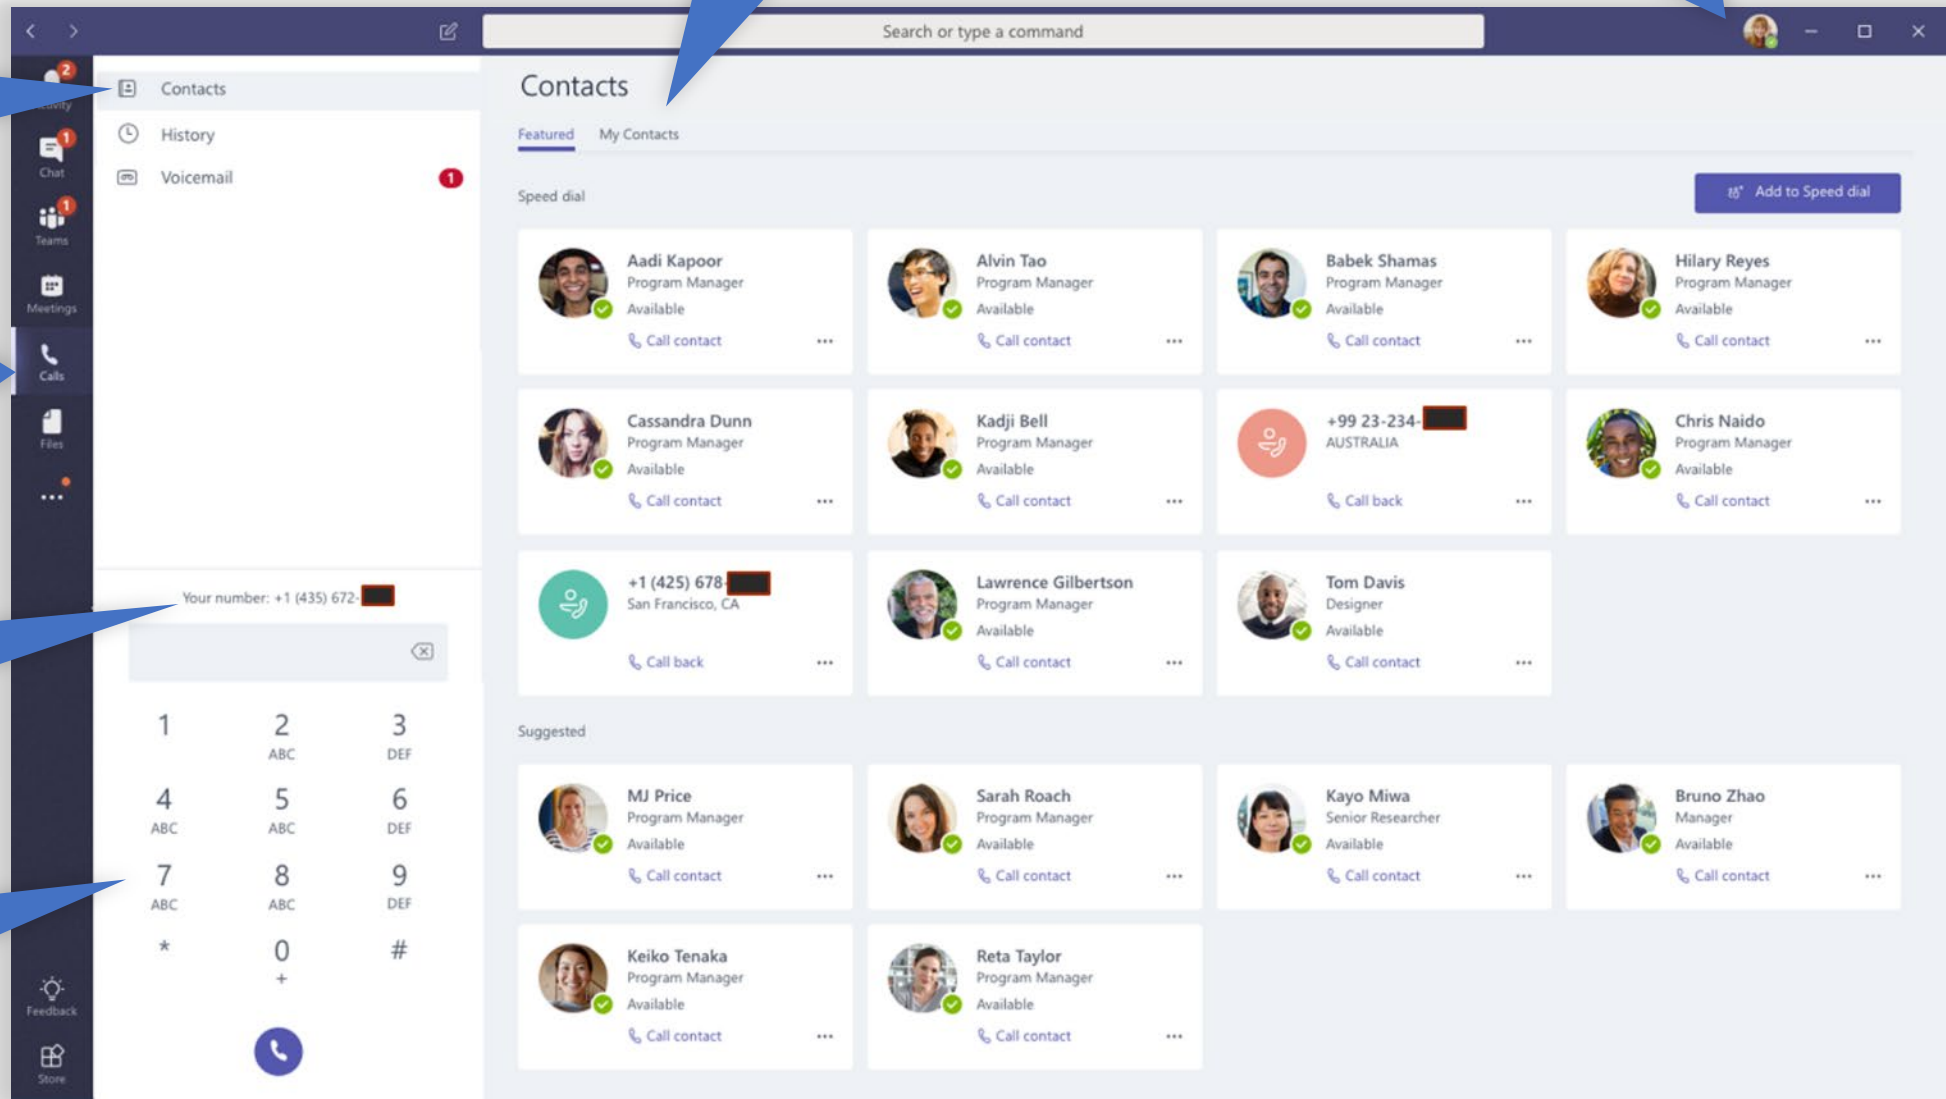 Search or type a command
2
Activity
1
Chat
1
Teams
Meetings
Calls
Files
Feedback
Store
Contacts
History
Voicemail
1
Your number: +1 (435) 672-
1
2
ABC
3
DEF
4
ABC
5
ABC
6
DEF
7
ABC
8
ABC
9
DEF
*
0
+
#
Contacts
Featured
My Contacts
Speed dial
Add to Speed dial
Aadi Kapoor
Program Manager
Available
Call contact
Alvin Tao
Program Manager
Available
Call contact
Babek Shamas
Program Manager
Available
Call contact
Hilary Reyes
Program Manager
Available
Call contact
Cassandra Dunn
Program Manager
Available
Call contact
Kadji Bell
Program Manager
Available
Call contact
+99 23-234-
AUSTRALIA
Call back
Chris Naido
Program Manager
Available
Call contact
+1 (425) 678-
San Francisco, CA
Call back
Lawrence Gilbertson
Program Manager
Available
Call contact
Tom Davis
Designer
Available
Call contact
Suggested
MJ Price
Program Manager
Available
Call contact
Sarah Roach
Program Manager
Available
Call contact
Kayo Miwa
Senior Researcher
Available
Call contact
Bruno Zhao
Manager
Available
Call contact
Keiko Tenaka
Program Manager
Available
Call contact
Reta Taylor
Program Manager
Available
Call contact